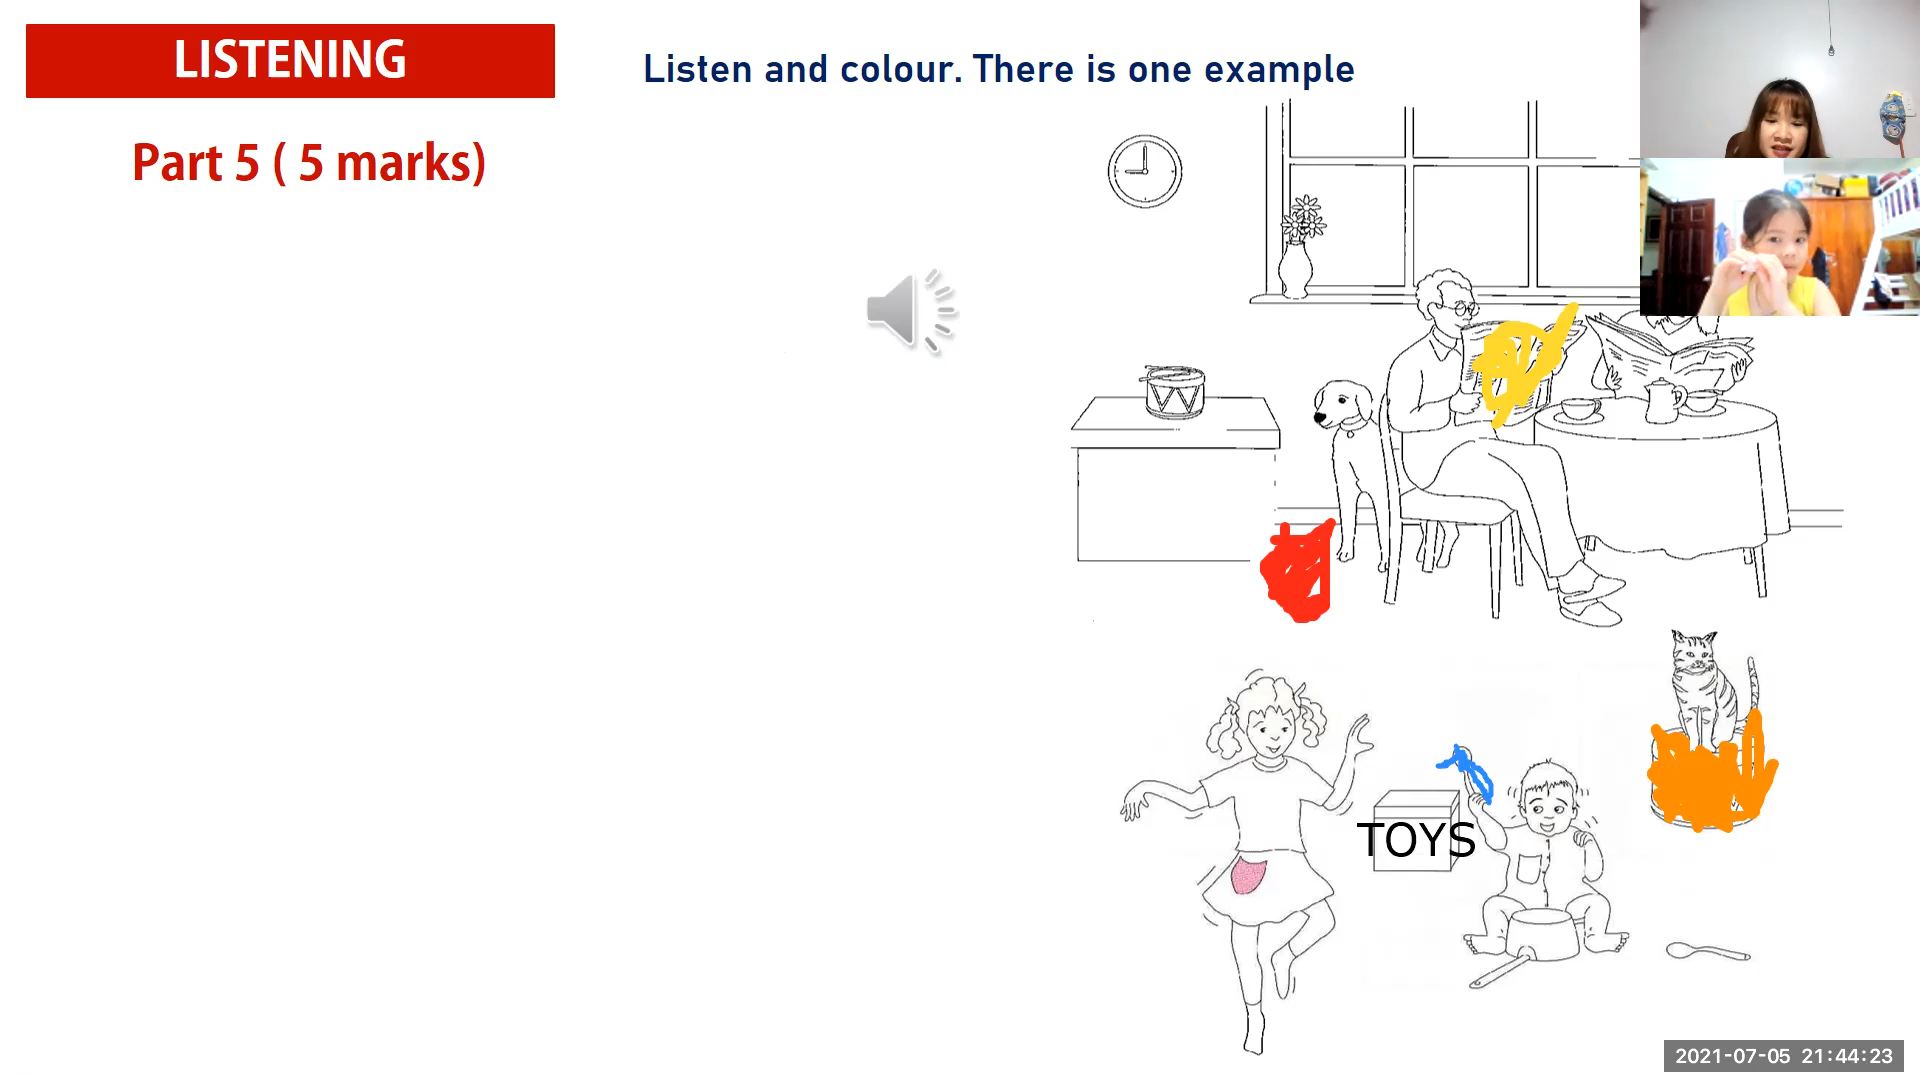 LISTENING
Listen and colour. There is one example
Part 5 ( 5 marks)
TOYS
2021-07-05 21:44:23